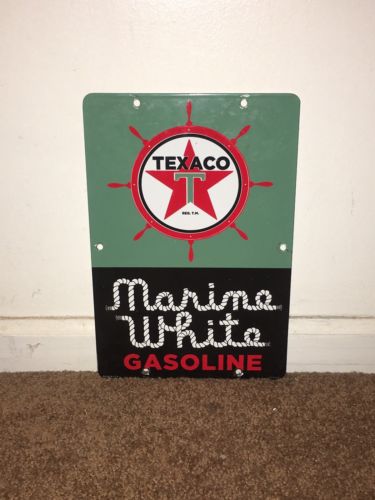 TEXACO
T
REG. T.M.
Marine
White
GASOLINE